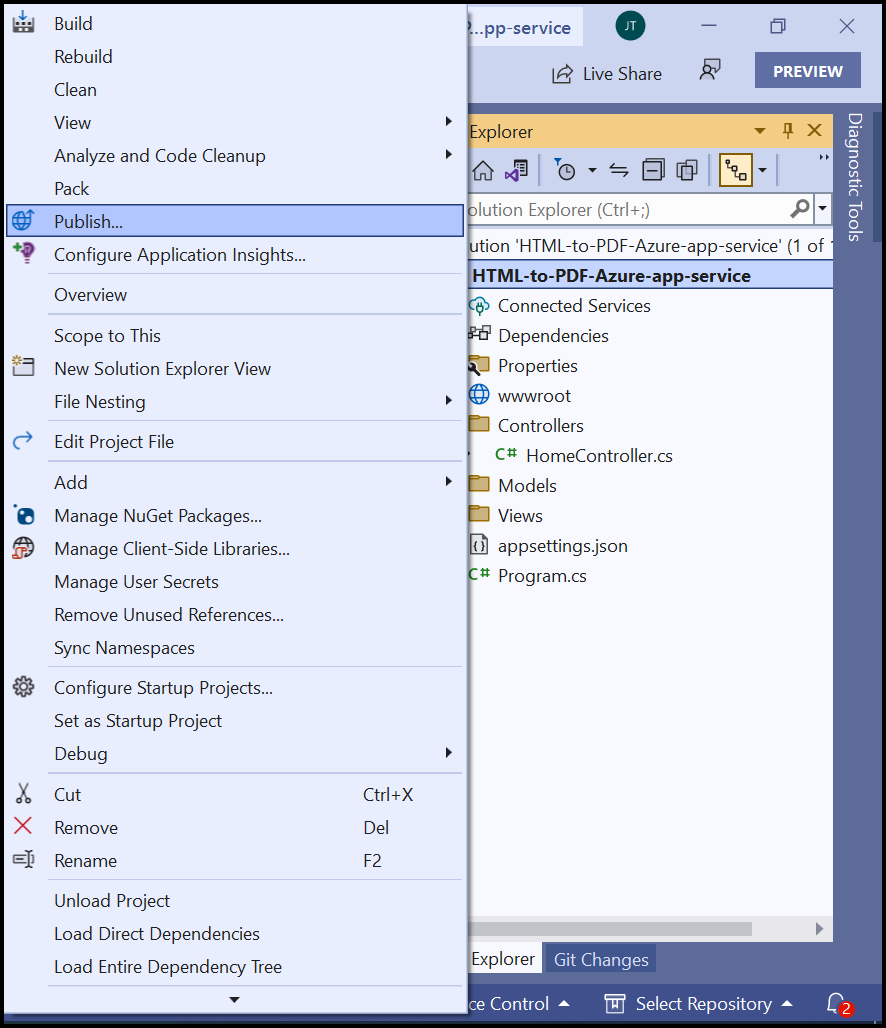 Build
Rebuild
Clean
View
Analyze and Code Cleanup
Pack
Publish...
Configure Application Insights...
Overview
Scope to This
New Solution Explorer View
File Nesting
Edit Project File
Add
Manage NuGet Packages...
Manage Client-Side Libraries...
Manage User Secrets
Remove Unused References...
Sync Namespaces
Configure Startup Projects...
Set as Startup Project
Debug
Cut Ctrl+X
Remove Del
Rename F2
Unload Project
Load Direct Dependencies
Load Entire Dependency Tree
...pp-service
JT
Live Share
PREVIEW
Explorer
olution Explorer (Ctrl+;)
ution 'HTML-to-PDF-Azure-app-service' (1 of
HTML-to-PDF-Azure-app-service
Connected Services
Dependencies
Properties
wwwroot
Controllers
C# HomeController.cs
Models
Views
appsettings.json
C# Program.cs
Diagnostic Tools
Explorer
Git Changes
ce Control
Select Repository
2